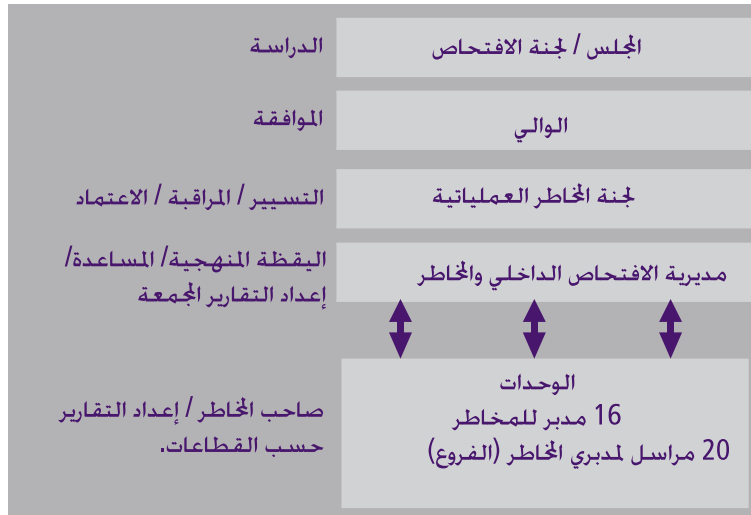 المجلس / لجنة الافتحاص
الدراسة
الوالي
الموافقة
لجنة المخاطر العملياتية
التسيير / المراقبة / الاعتماد
مديرية الافتحاص الداخلي والمخاطر
اليقظة المنهجية/ المساعدة/
إعداد التقارير المجمعة
الوحدات
16 مدبر للمخاطر
20 مراسل لمدبري المخاطر (الفروع)
صاحب المخاطر / إعداد التقارير
حسب القطاعات.